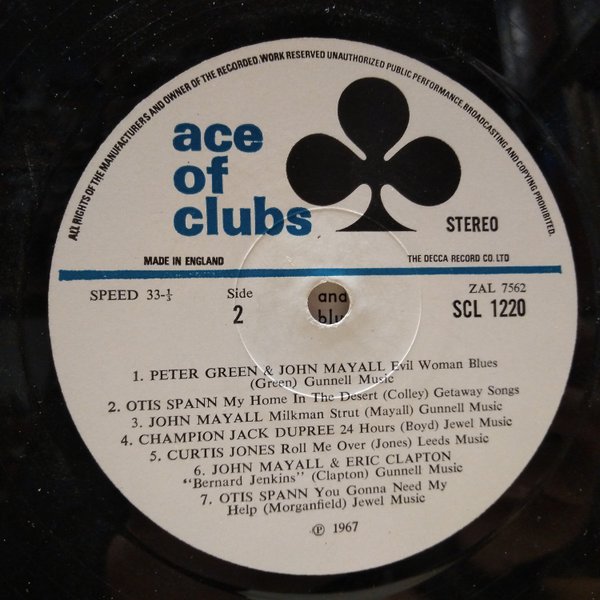 ALL RIGHTS OF THE MANUFACTURERS AND OWNER OF THE RECORDED WORK RESERVED UNAUTHORIZED PUBLIC PERFORMANCE, BROADCASTING AND COPYING PROHIBITED.
ace
of
clubs
STEREO
MADE IN ENGLAND THE DECCA RECORD CO. LTD
SPEED 33-⅓ Side ZAL 7562
2 SCL 1220
and
1. PETER GREEN & JOHN MAYALL Evil Woman Blues
(Green) Gunnell Music
2. OTIS SPANN My Home In The Desert (Colley) Getaway Songs
3. JOHN MAYALL Milkman Strut (Mayall) Gunnell Music
4. CHAMPION JACK DUPREE 24 Hours (Boyd) Jewel Music
5. CURTIS JONES Roll Me Over (Jones) Leeds Music
6. JOHN MAYALL & ERIC CLAPTON
"Bernard Jenkins" (Clapton) Gunnell Music
7. OTIS SPANN You Gonna Need My
Help (Morganfield) Jewel Music
℗ 1967